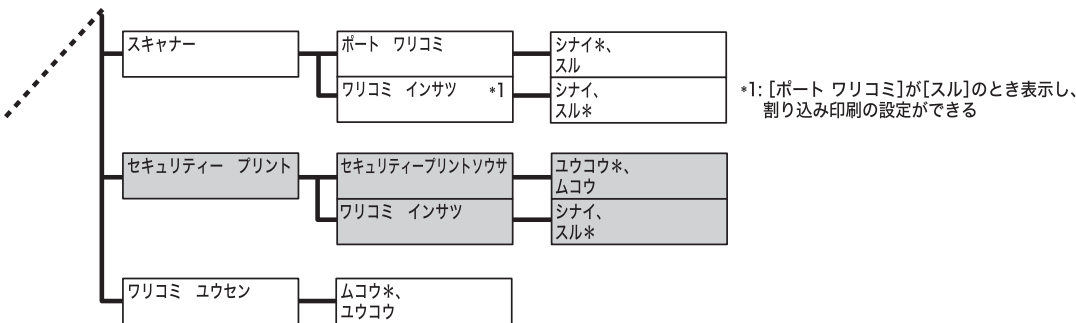 スキャナー
ポート ワリコミ
シナイ*、
スル
ワリコミ インサツ *1
シナイ、
スル*
*1: [ポート ワリコミ]が[スル]のとき表示し、
割り込み印刷の設定ができる
セキュリティー プリント
セキュリティープリントソウサ
ユウコウ*、
ムコウ
ワリコミ インサツ
シナイ、
スル*
ワリコミ ユウセン
ムコウ*、
ユウコウ